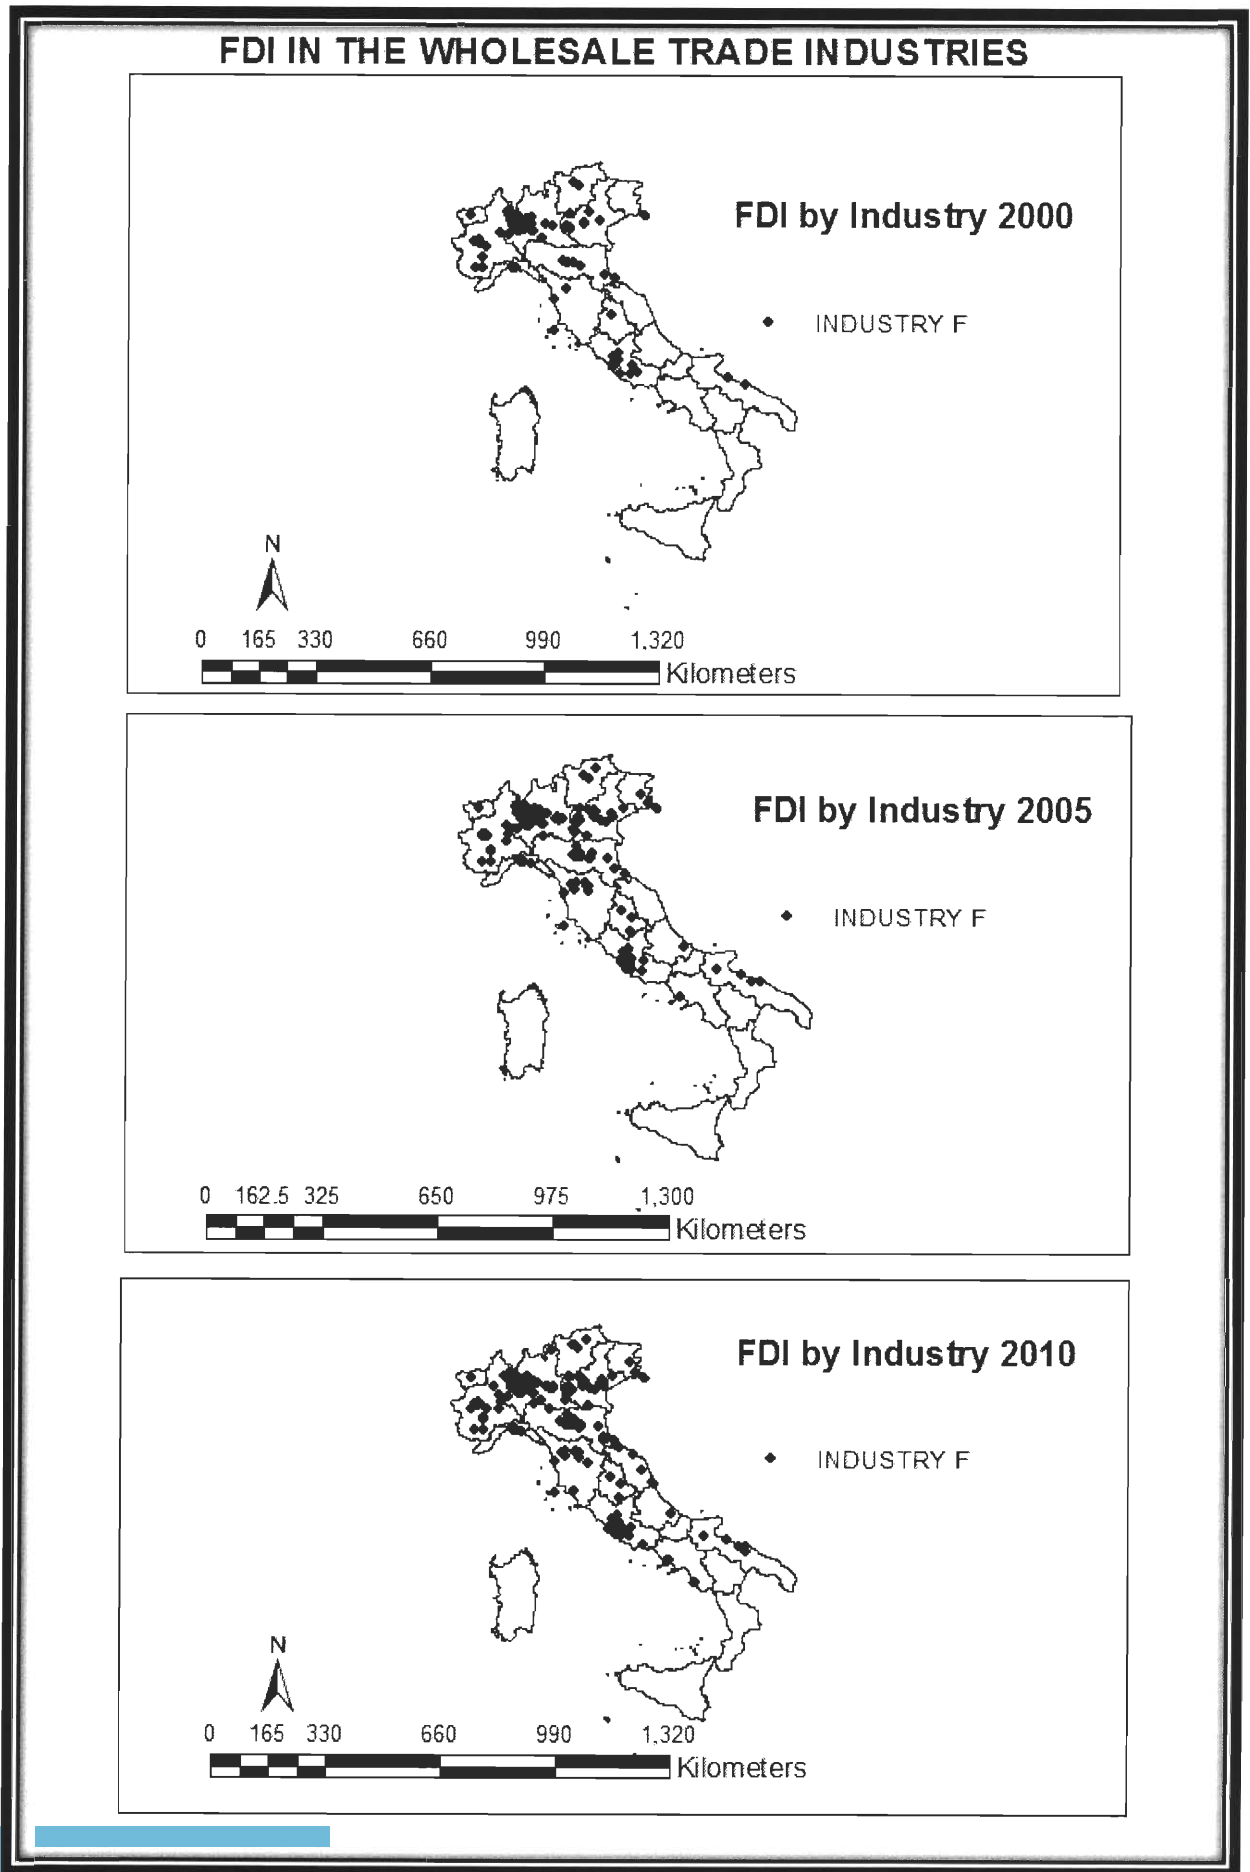 FDI IN THE WHOLESALE TRADE INDUSTRIES
FDI by Industry 2000
INDUSTRY F
N
0 165 330 660 990 1,320
Kilometers
FDI by Industry 2005
INDUSTRY F
0 162.5 325 650 975 1,300
Kilometers
FDI by Industry 2010
INDUSTRY F
N
0 165 330 660 990 1,320
Kilometers